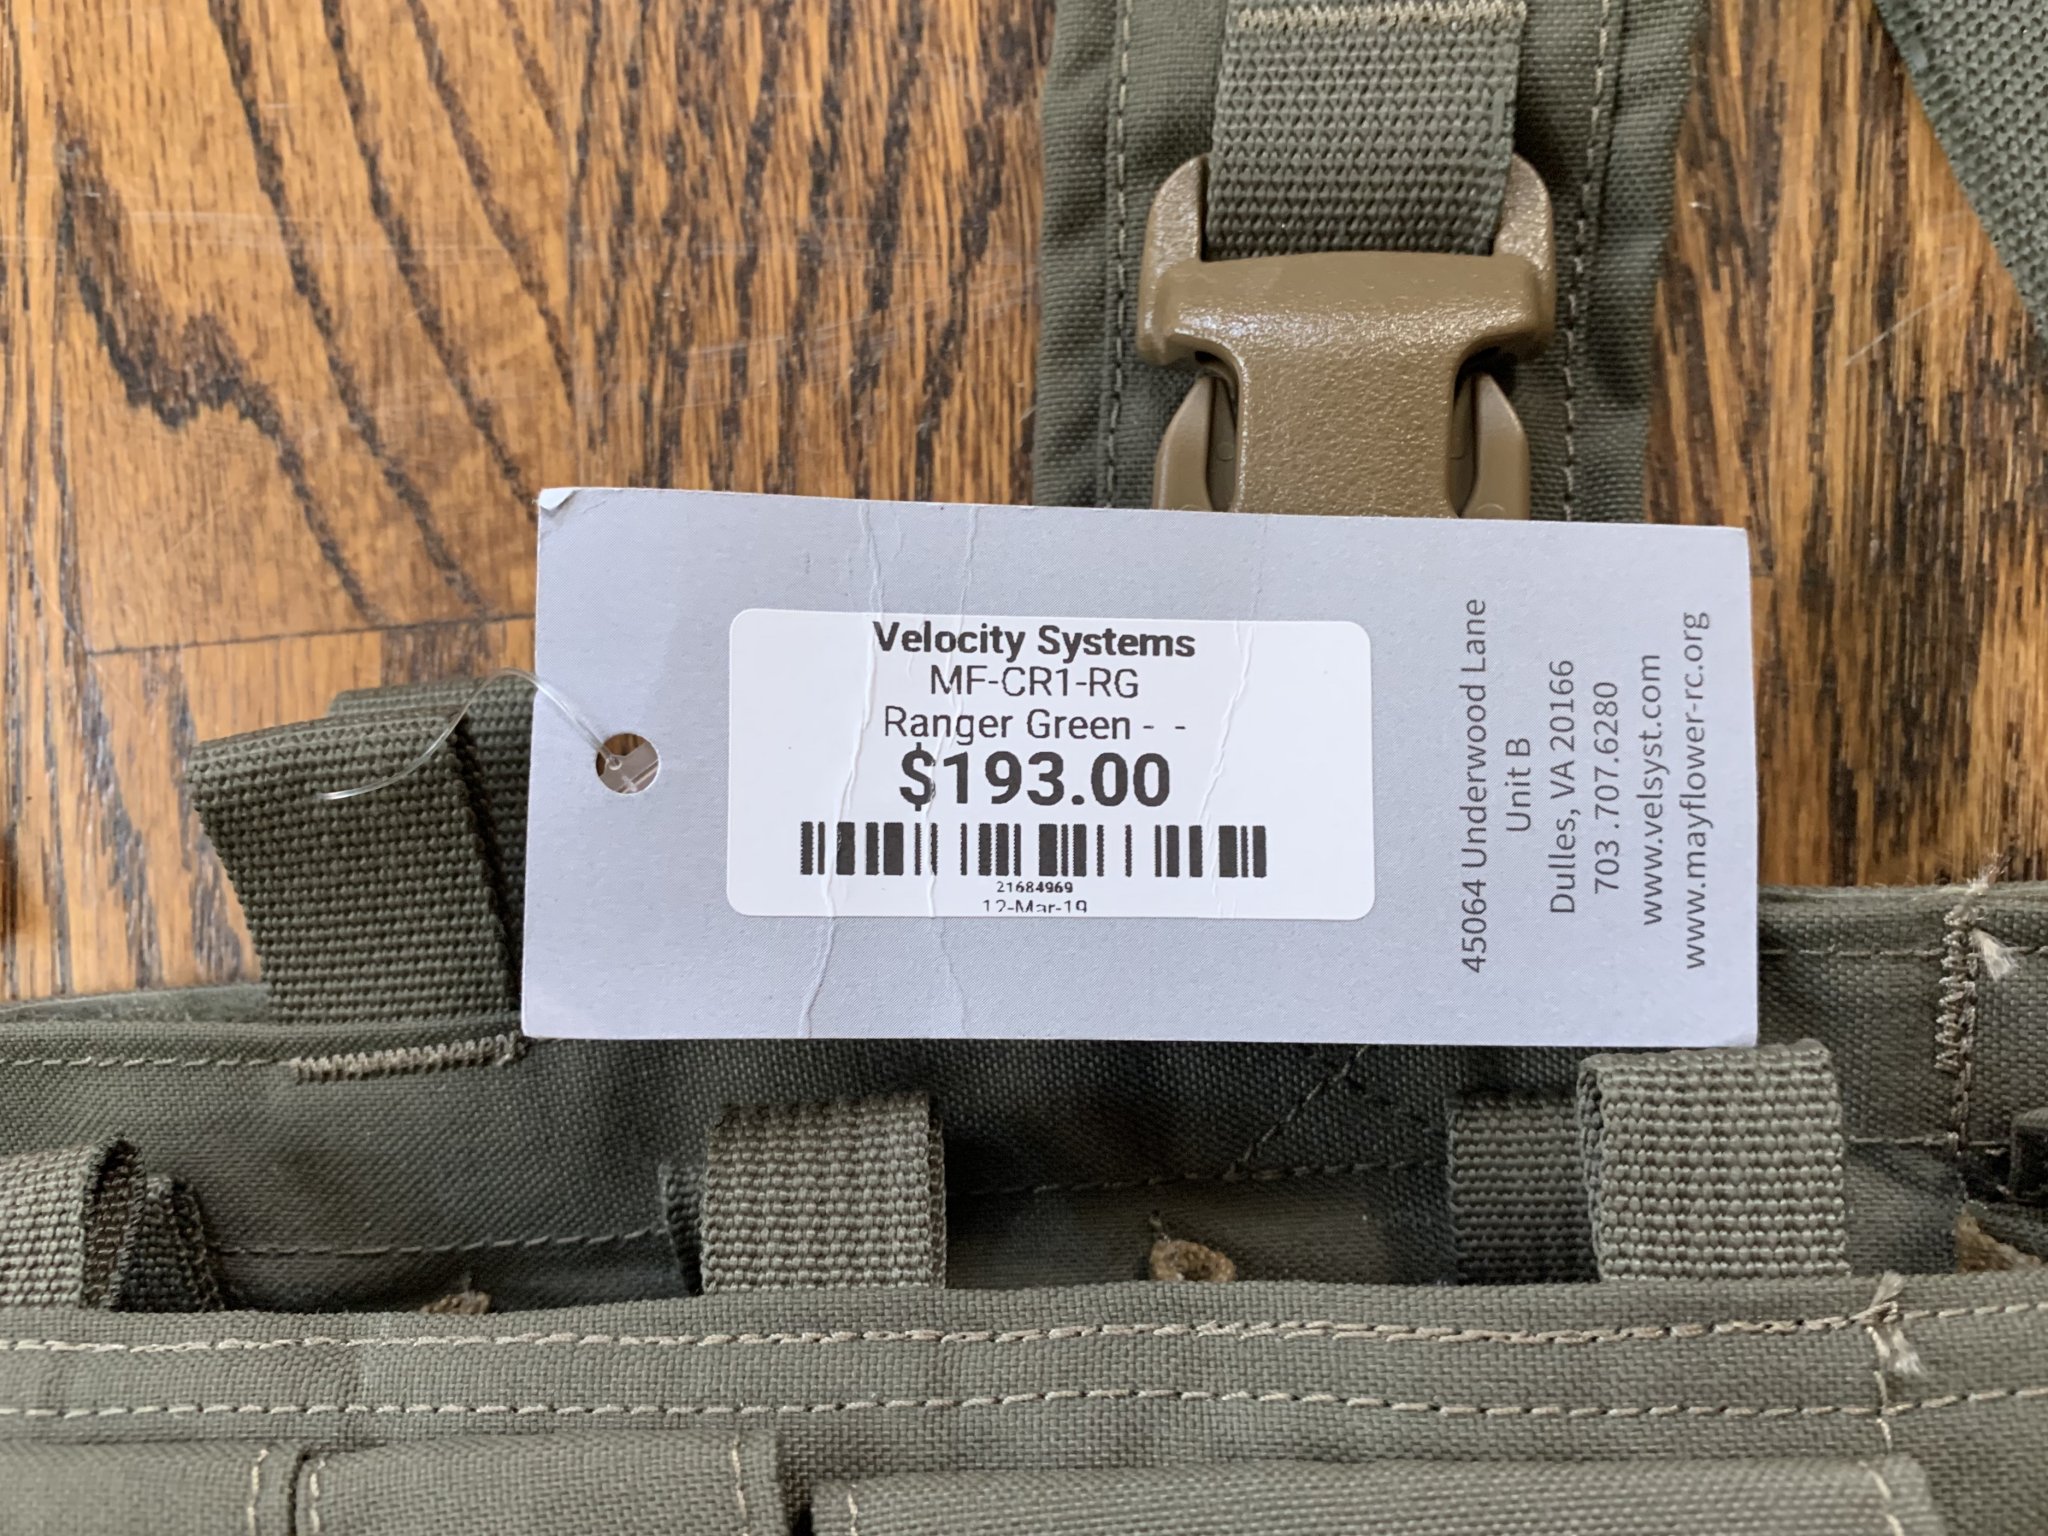 Velocity Systems
MF-CR1-RG
Ranger Green - -
$193.00
21684969
12-Mar-19
45064 Underwood Lane
Unit B
Dulles, VA 20166
703 .707.6280
www.velsyst.com
www.mayflower-rc.org